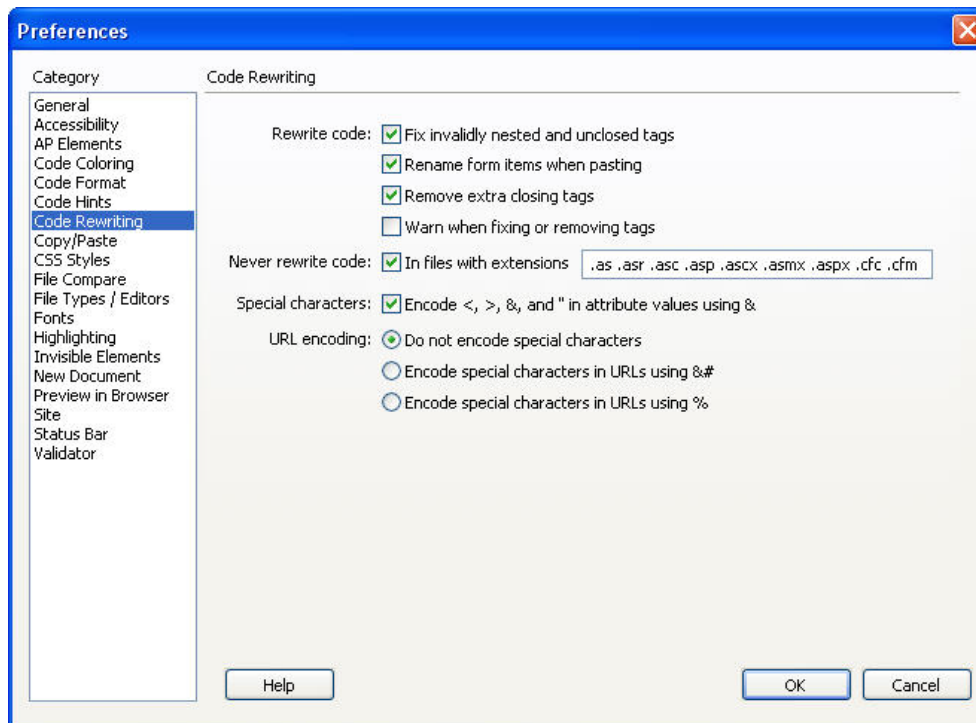 Preferences
Category
General
Accessibility
AP Elements
Code Coloring
Code Format
Code Hints
Code Rewriting
Copy/Paste
CSS Styles
File Compare
File Types / Editors
Fonts
Highlighting
Invisible Elements
New Document
Preview in Browser
Site
Status Bar
Validator
Code Rewriting
Rewrite code: Fix invalidly nested and unclosed tags
Rename form items when pasting
Remove extra closing tags
Warn when fixing or removing tags
Never rewrite code: In files with extensions .as .asr .asc .asp .ascx .asmx .aspx .cfc .cfm
Special characters: Encode <, >, &, and " in attribute values using &
URL encoding: Do not encode special characters
Encode special characters in URLs using &#
Encode special characters in URLs using %
Help OK Cancel